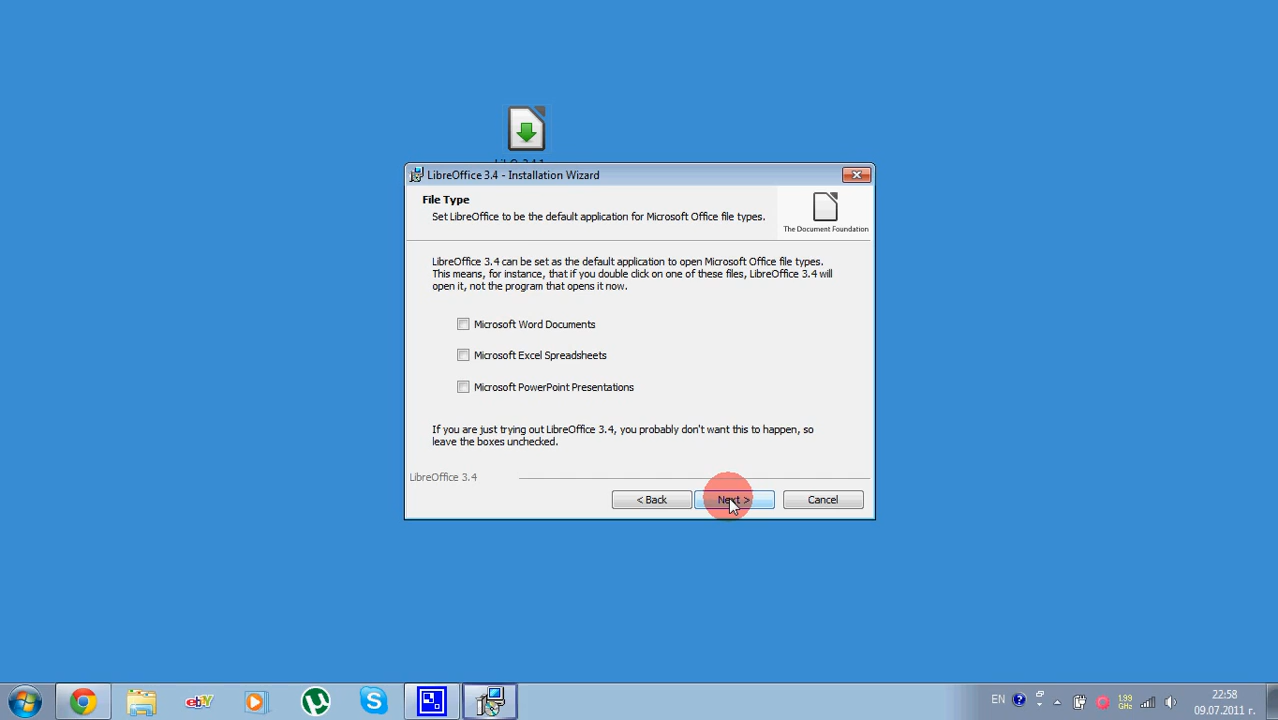 LibreOffice 3.4 - Installation Wizard
File Type
Set LibreOffice to be the default application for Microsoft Office file types.
The Document Foundation
LibreOffice 3.4 can be set as the default application to open Microsoft Office file types.
This means, for instance, that if you double click on one of these files, LibreOffice 3.4 will
open it, not the program that opens it now.
Microsoft Word Documents
Microsoft Excel Spreadsheets
Microsoft PowerPoint Presentations
If you are just trying out LibreOffice 3.4, you probably don't want this to happen, so
leave the boxes unchecked.
LibreOffice 3.4
< Back
Next >
Cancel
ebY
EN
1.99
GHz
22:58
09.07.2011 г.